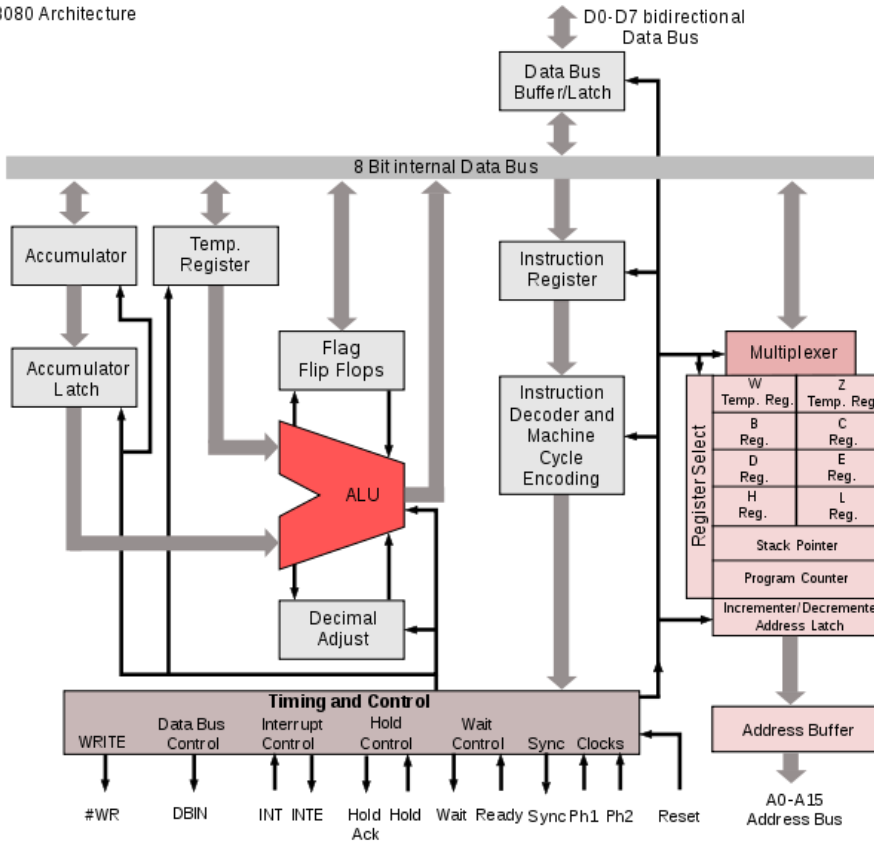 8080 Architecture
D0-D7 bidirectional
Data Bus
Data Bus
Buffer/Latch
8 Bit internal Data Bus
Accumulator
Temp.
Register
Instruction
Register
Flag
Flip Flops
Multiplexer
Accumulator
Latch
Instruction
Decoder and
Machine
Cycle
Encoding
Register Select
W
Temp. Reg.
Z
Temp. Reg
B
Reg.
C
Reg.
D
Reg.
E
Reg.
H
Reg.
L
Reg.
Stack Pointer
Program Counter
Incrementer/Decremente
Address Latch
ALU
Decimal
Adjust
Timing and Control
WRITE
Data Bus
Control
Interrupt
Control
Hold
Control
Wait
Control
Sync
Clocks
Address Buffer
#WR
DBIN
INT
INTE
Hold
Ack
Hold
Wait
Ready
Sync
Ph1
Ph2
Reset
A0-A15
Address Bus